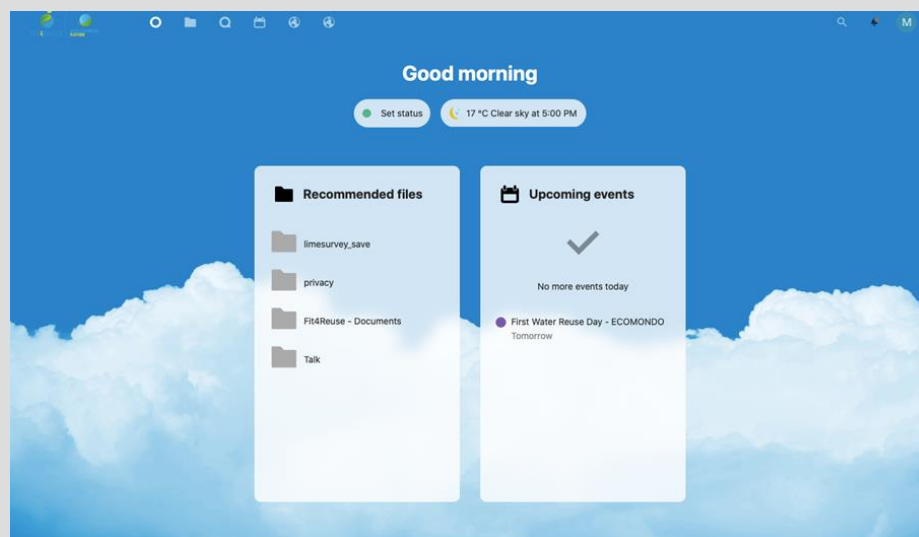 M
Good morning
Set status
17 °C Clear sky at 5:00 PM
Recommended files
limesurvey_save
privacy
Fit4Reuse - Documents
Talk
Upcoming events
No more events today
First Water Reuse Day - ECOMONDO
Tomorrow